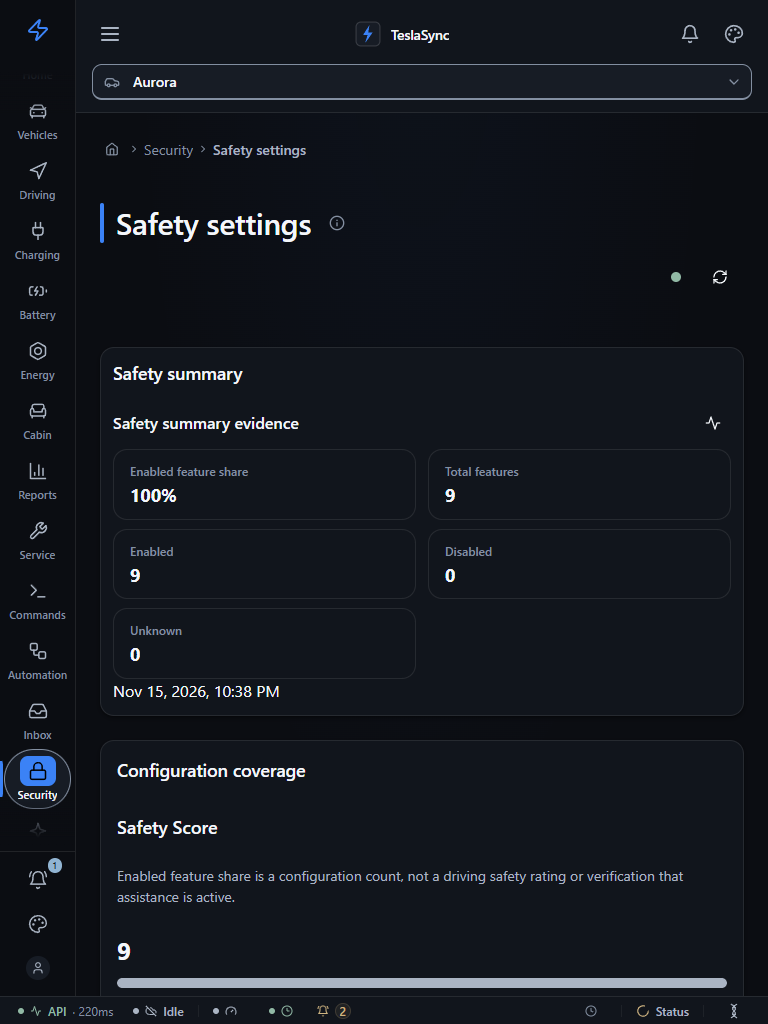 TeslaSync
Aurora
Home
Vehicles
Driving
Charging
Battery
Energy
Cabin
Reports
Service
Commands
Automation
Inbox
Security
1
Security
Safety settings
Safety settings
Safety summary
Safety summary evidence
Enabled feature share
100%
Total features
9
Enabled
9
Disabled
0
Unknown
0
Nov 15, 2026, 10:38 PM
Configuration coverage
Safety Score
Enabled feature share is a configuration count, not a driving safety rating or verification that
assistance is active.
9
API · 220ms
Idle
2
Status